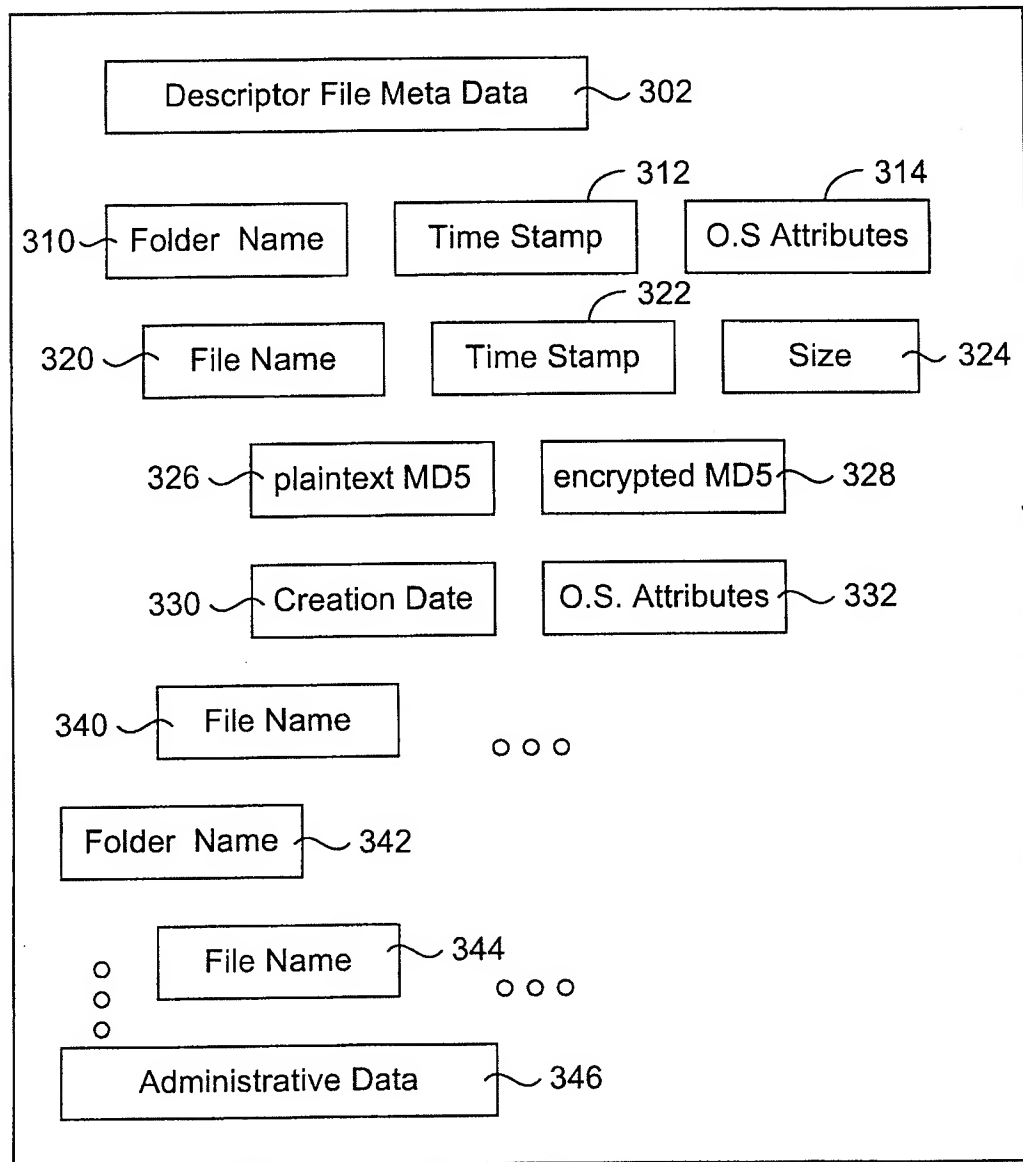 Descriptor File Meta Data 302
312 314
310 Folder Name Time Stamp O.S Attributes
322
320 File Name Time Stamp Size 324
326 plaintext MD5 encrypted MD5 328
330 Creation Date O.S. Attributes 332
340 File Name
Folder Name 342
File Name 344
Administrative Data 346